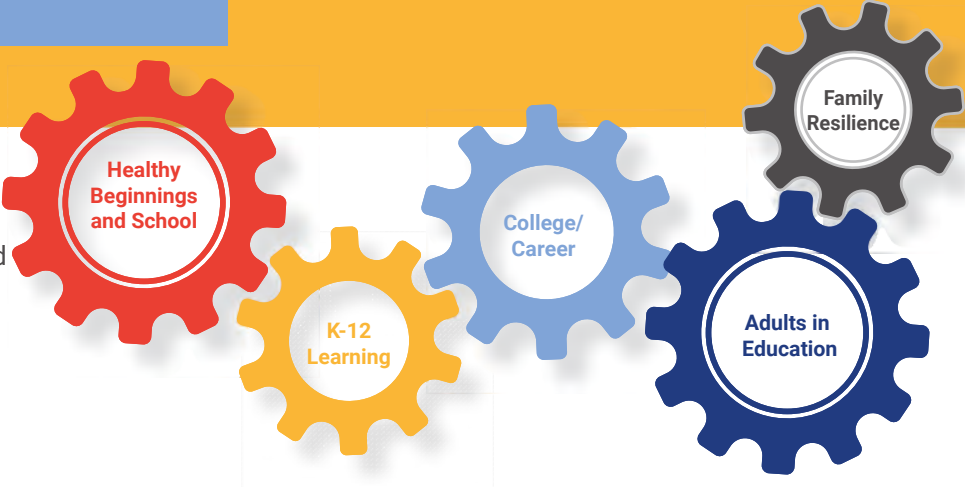 Healthy
Beginnings
and School
K-12
Learning
College/
Career
Adults in
Education
Family
Resilience